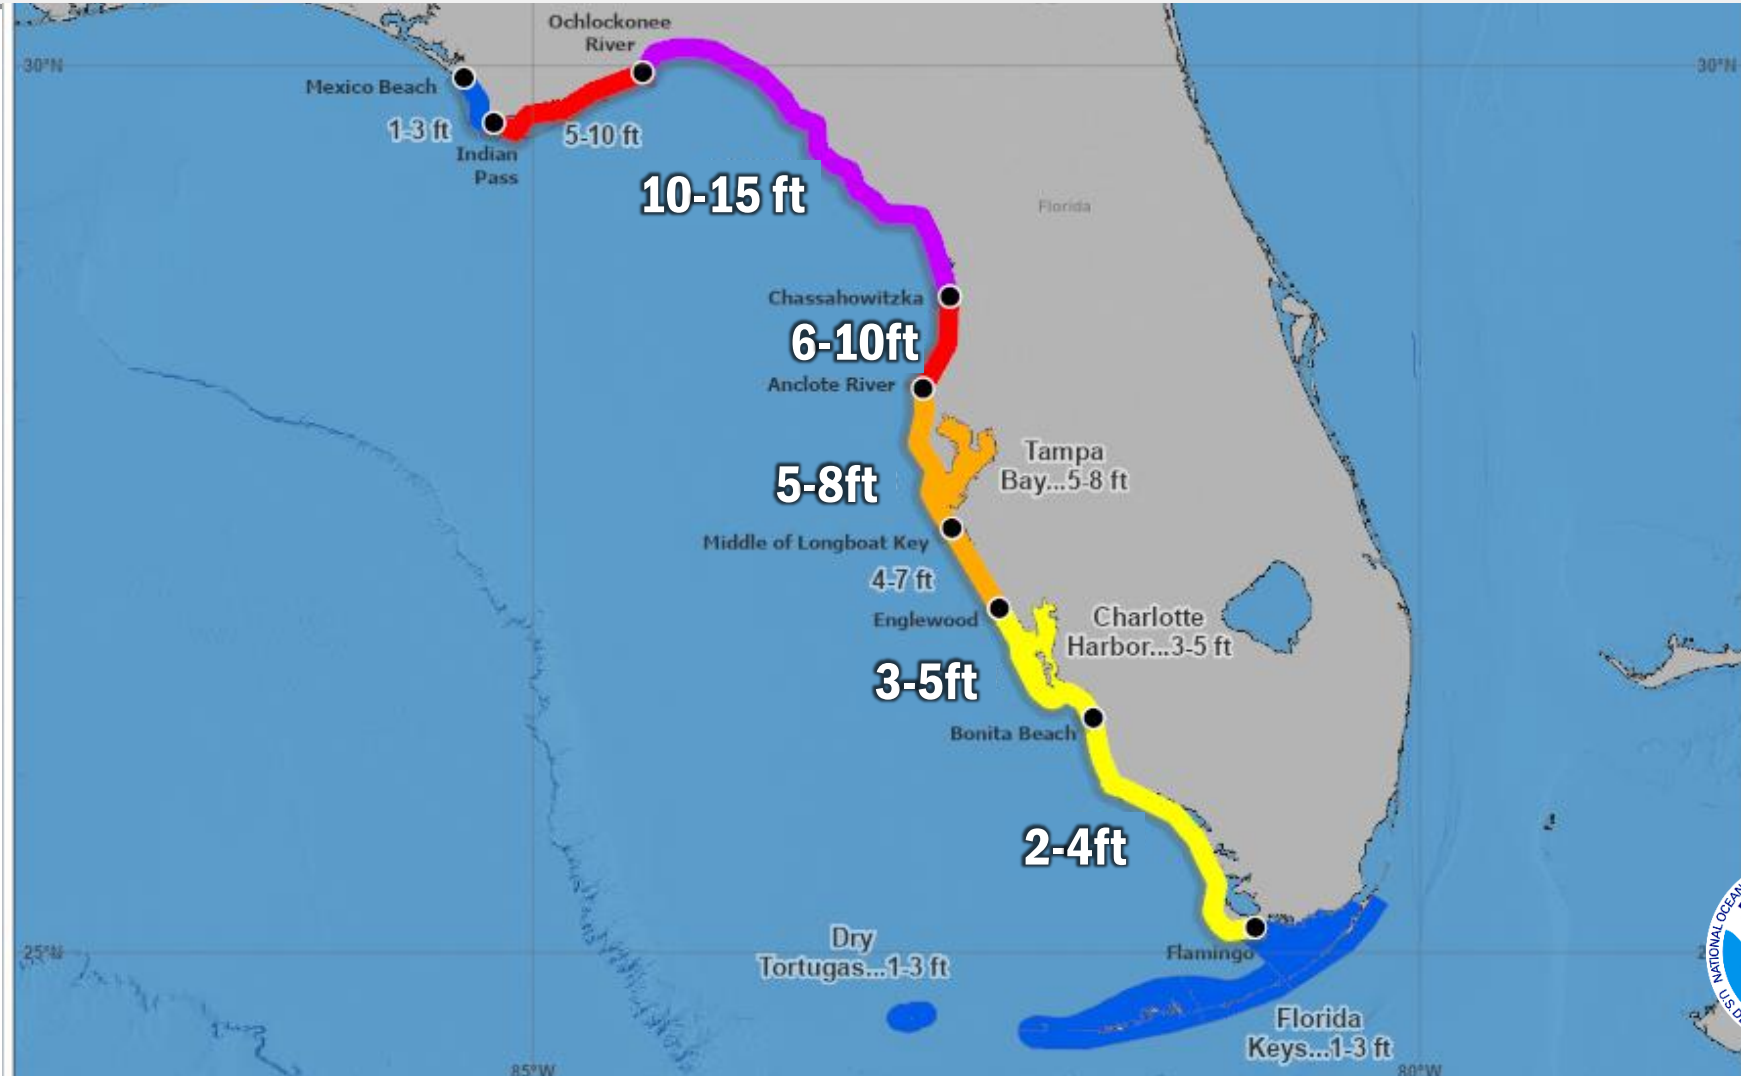 Ochlockonee
River
30°N
30°N
Mexico Beach
1-3 ft
5-10 ft
Indian
Pass
10-15 ft
Florida
Chassahowitzka
6-10ft
Anclote River
Tampa
Bay...5-8 ft
5-8ft
Middle of Longboat Key
4-7 ft
Englewood
Charlotte
Harbor...3-5 ft
3-5ft
Bonita Beach
2-4ft
Dry
Tortugas...1-3 ft
Flamingo
25°N
Florida
Keys...1-3 ft
85°W
80°W
NATIONAL OCEAN
U.S. D